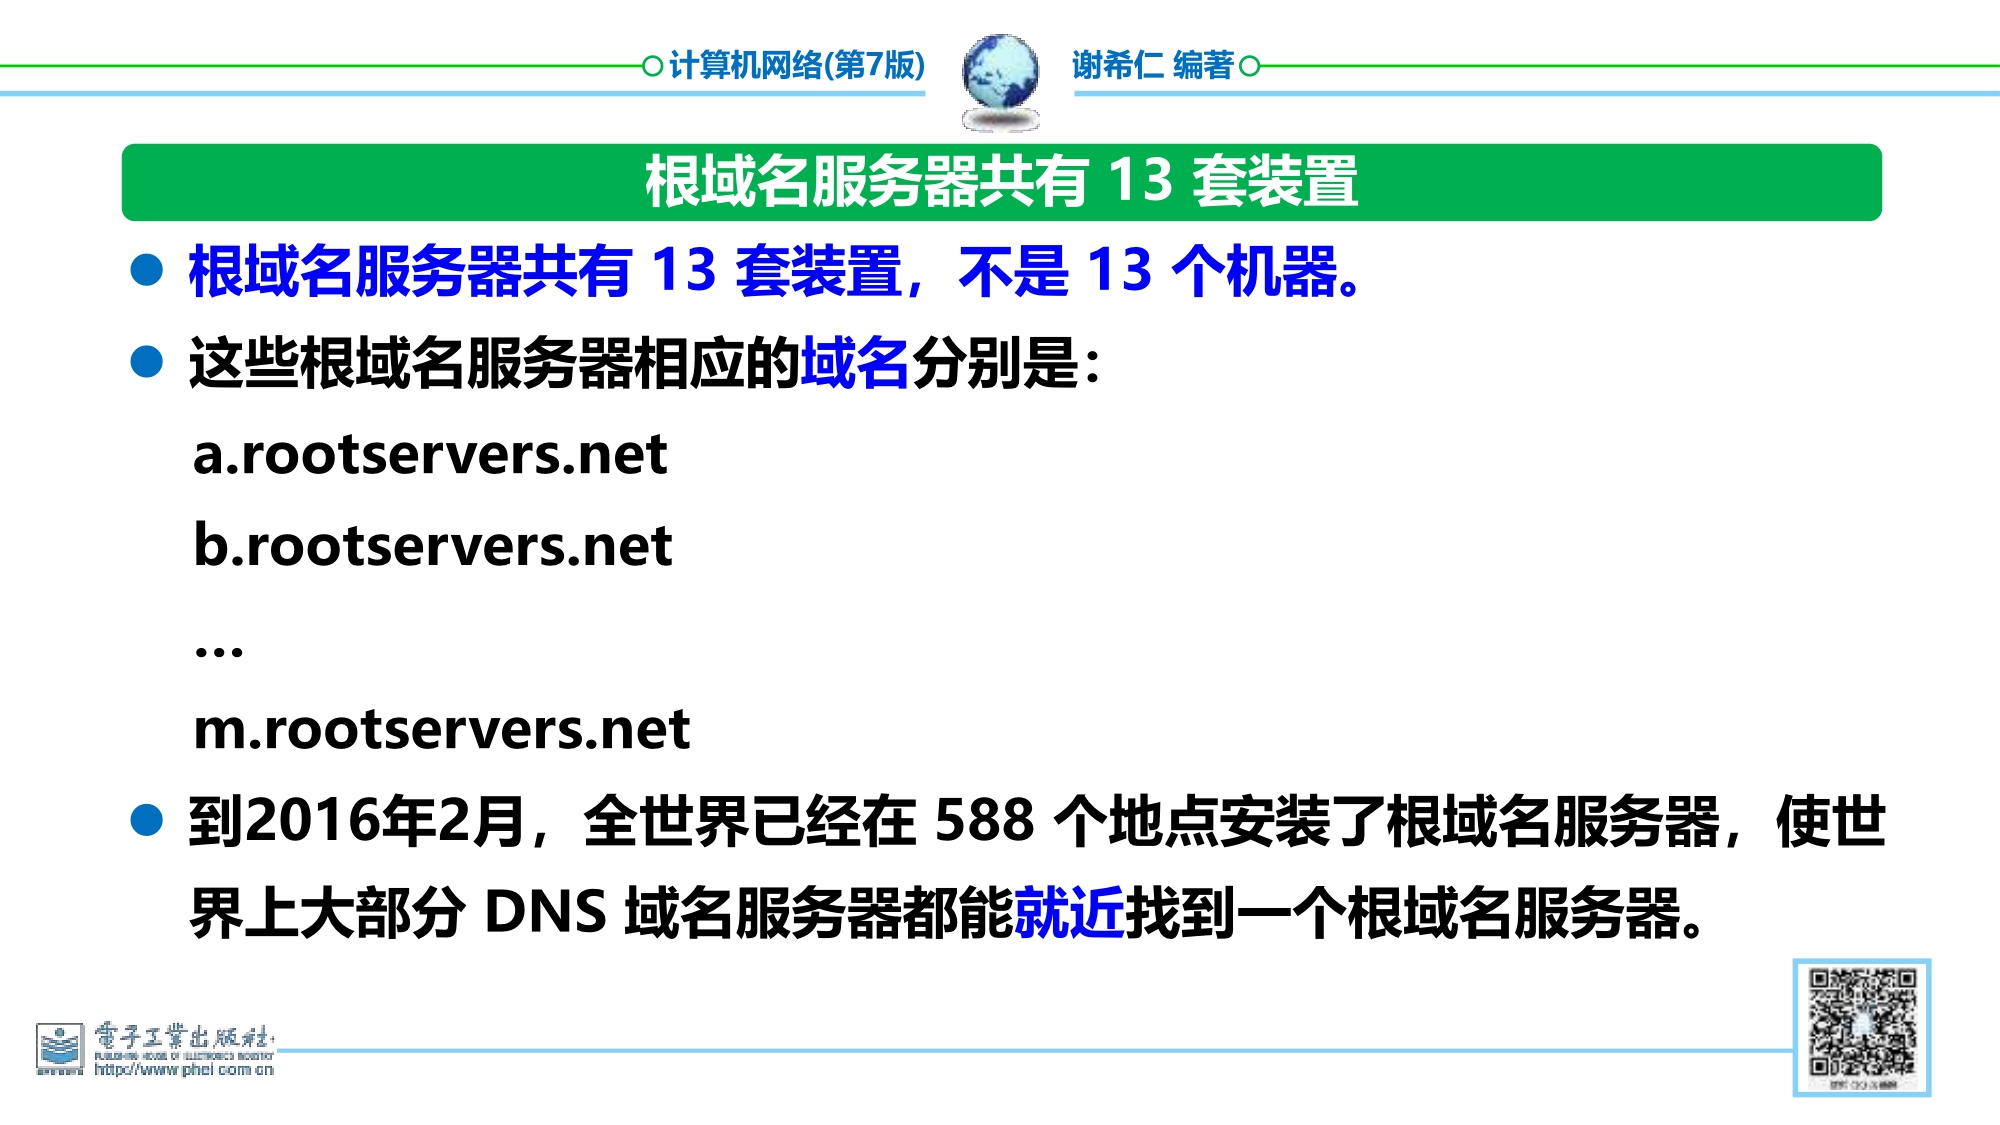 计算机网络(第7版)
谢希仁 编著
根域名服务器共有 13 套装置
根域名服务器共有 13 套装置，不是 13 个机器。
这些根域名服务器相应的域名分别是：
a.rootservers.net
b.rootservers.net
…
m.rootservers.net
到2016年2月，全世界已经在 588 个地点安装了根域名服务器，使世
界上大部分 DNS 域名服务器都能就近找到一个根域名服务器。
電子工業出版社
PUBLISHING HOUSE OF ELECTRONICS INDUSTRY
http://www.phei.com.cn